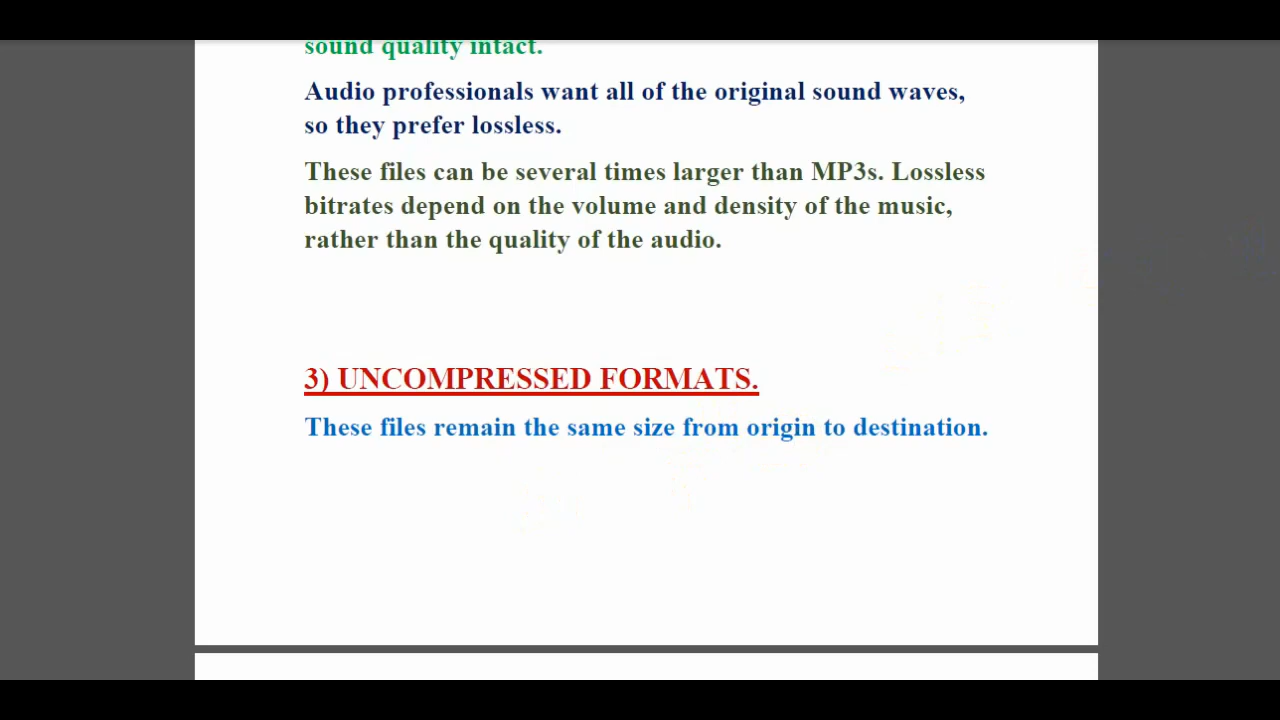 sound quality intact.
Audio professionals want all of the original sound waves,
so they prefer lossless.
These files can be several times larger than MP3s. Lossless
bitrates depend on the volume and density of the music,
rather than the quality of the audio.
3) UNCOMPRESSED FORMATS.
These files remain the same size from origin to destination.